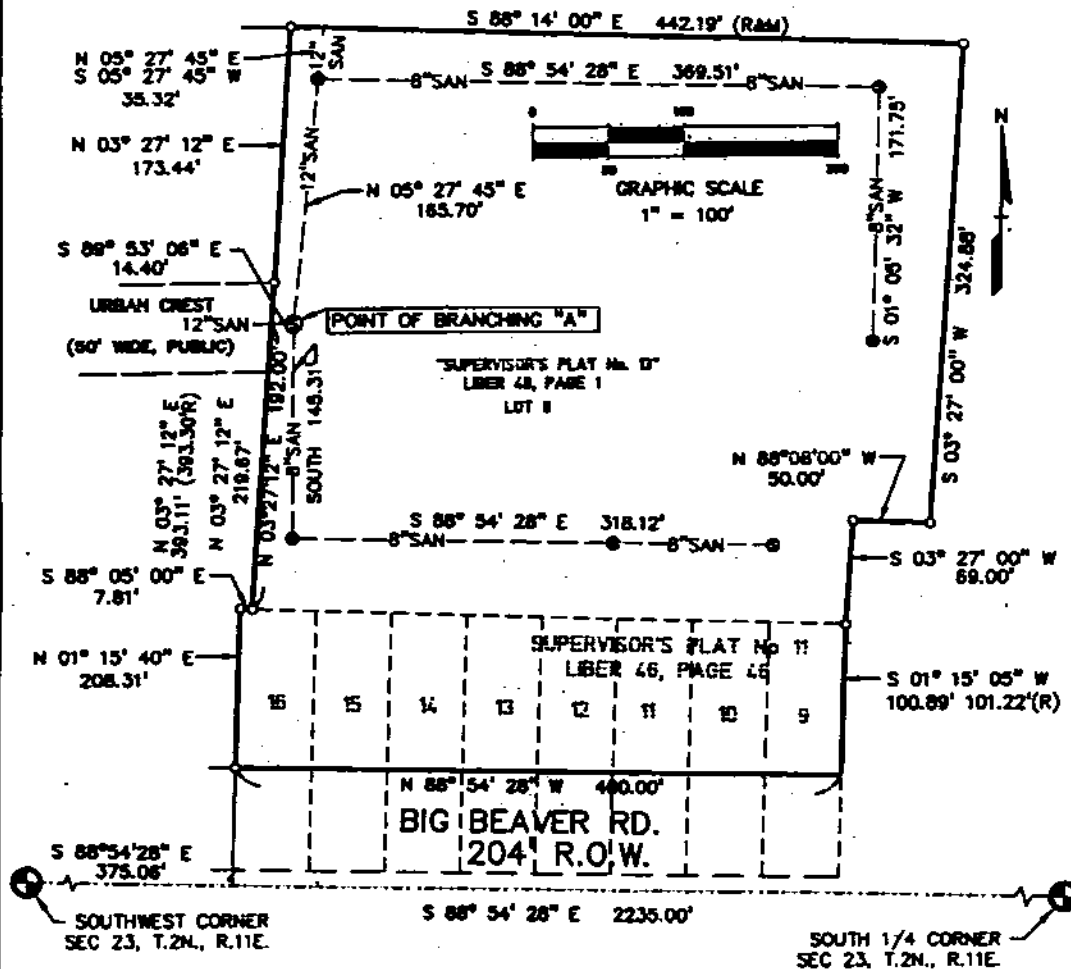 S 88° 14' 00" E 442.19' (R&M)
N 05° 27' 45" E
S 05° 27' 45" W
35.32'
12" SAN
8"SAN
S 88° 54' 28" E 369.51'
8"SAN
N 03° 27' 12" E
173.44'
12"SAN
N 05° 27' 45" E
165.70'
GRAPHIC SCALE
1" = 100'
8"SAN
171.75'
S 01° 05' 32" W
N
324.88'
S 03° 27' 00" W
S 89° 53' 06" E
14.40'
URBAN CREST
12"SAN
(50' WIDE, PUBLIC)
POINT OF BRANCHING "A"
"SUPERVISOR'S PLAT No.
LIBER 48, PAGE 1
LOT
N 03° 27' 12" E
393.11' (393.30'R)
N 03° 27' 12" E
219.67'
N 03°27'12" E 192.00'
8"SAN
SOUTH 148.31'
N 88°08'00" W
50.00'
S 88° 54' 28" E 318.12'
8"SAN
8"SAN
S 88° 05' 00" E
7.81'
S 03° 27' 00" W
69.00'
N 01° 15' 40" E
208.31'
SUPERVISOR'S PLAT No 11
LIBER 46, PAGE 46
S 01° 15' 05" W
100.89' 101.22'(R)
16 15 14 13 12 11 10 9
N 88° 54' 28" W 400.00'
BIG BEAVER RD.
204' R.O.W.
S 88°54'28" E
375.06'
S 88° 54' 28" E 2235.00'
SOUTHWEST CORNER
SEC 23, T.2N., R.11E.
SOUTH 1/4 CORNER
SEC 23, T.2N., R.11E.